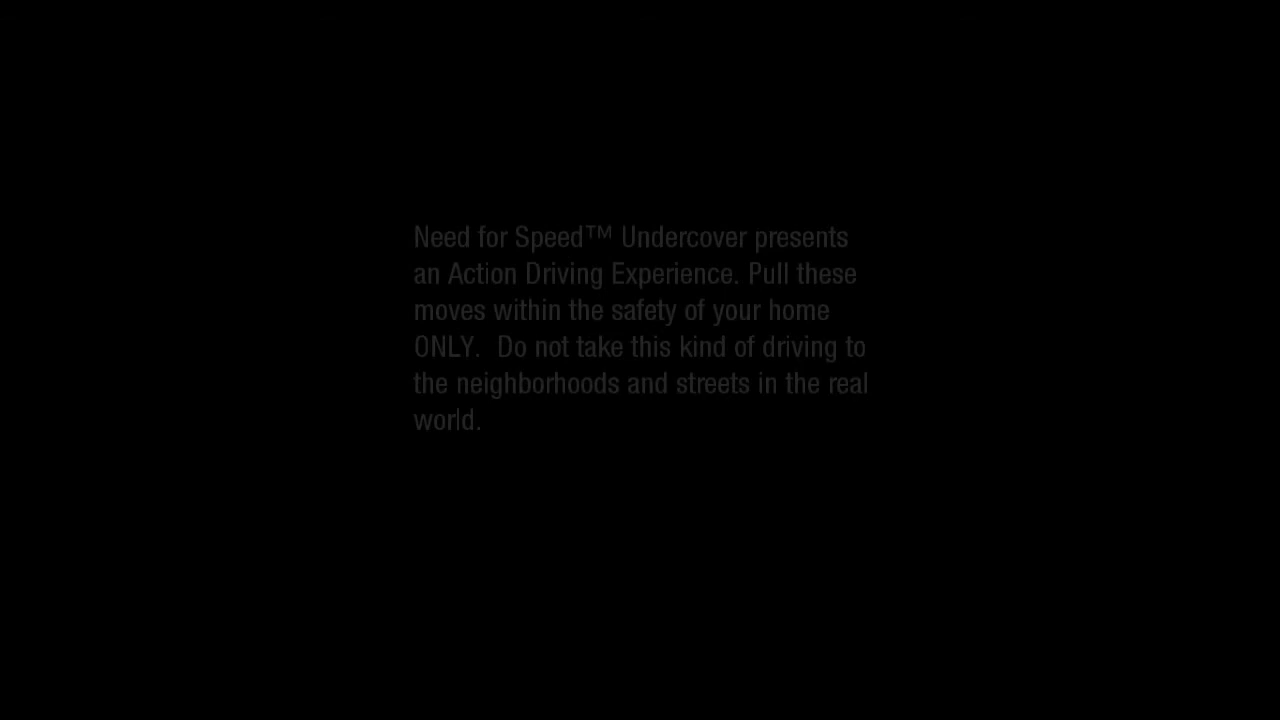 Need for Speed™ Undercover presents
an Action Driving Experience. Pull these
moves within the safety of your home
ONLY.  Do not take this kind of driving to
the neighborhoods and streets in the real
world.